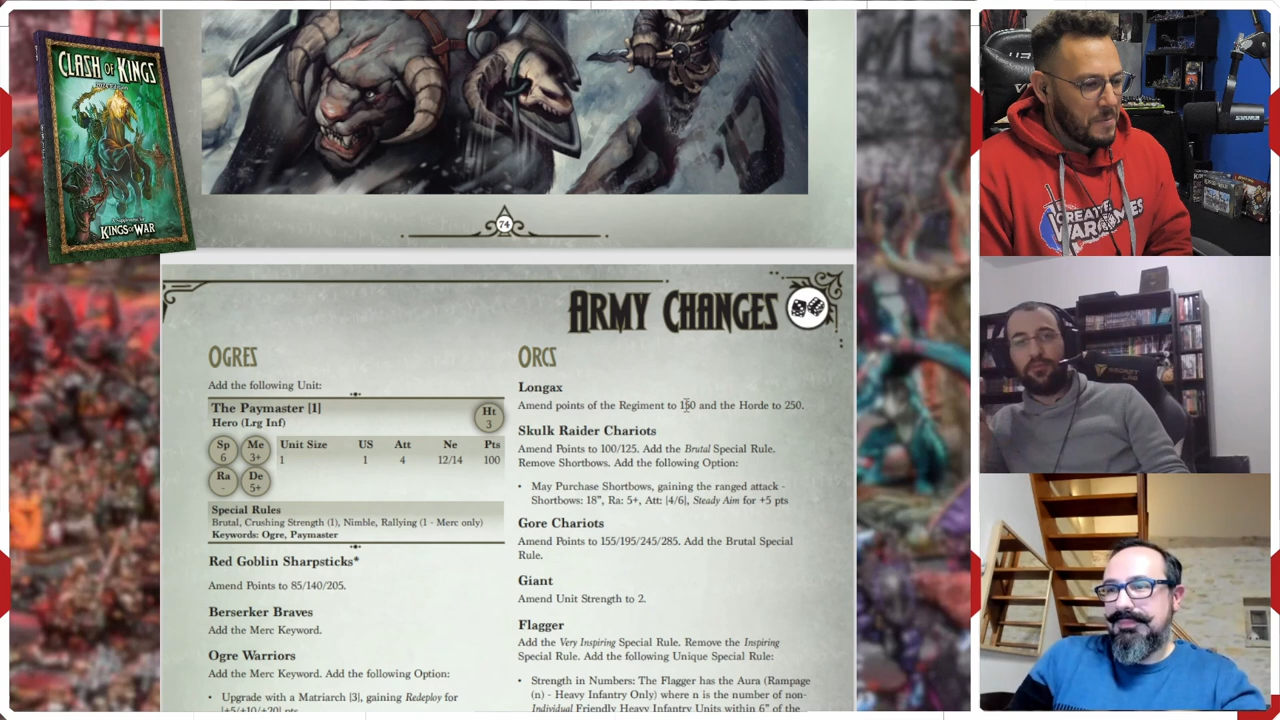 CLASH OF KINGS
2024 Edition
A Supplement for
KINGS OF WAR
74
ARMY CHANGES
OGRES
Add the following Unit:
The Paymaster [1]
Hero (Lrg Inf)
Ht
3
Sp
6
Me
3+
Unit Size US Att Ne Pts
1 1 4 12/14 100
Ra
-
De
5+
Special Rules
Brutal, Crushing Strength (1), Nimble, Rallying (1 - Merc only)
Keywords: Ogre, Paymaster
Red Goblin Sharpsticks*
Amend Points to 85/140/205.
Berserker Braves
Add the Merc Keyword.
Ogre Warriors
Add the Merc Keyword. Add the following Option:
• Upgrade with a Matriarch [3], gaining Redeploy for
[+5/+10/+20] pts
ORCS
Longax
Amend points of the Regiment to and the Horde to 250.
Skulk Raider Chariots
Amend Points to 100/125. Add the Brutal Special Rule.
Remove Shortbows. Add the following Option:
• May Purchase Shortbows, gaining the ranged attack -
Shortbows: 18", Ra: 5+, Att: [4/6], Steady Aim for +5 pts
Gore Chariots
Amend Points to 155/195/245/285. Add the Brutal Special
Rule.
Giant
Amend Unit Strength to 2.
Flagger
Add the Very Inspiring Special Rule. Remove the Inspiring
Special Rule. Add the following Unique Special Rule:
• Strength in Numbers: The Flagger has the Aura (Rampage
(n) - Heavy Infantry Only) where n is the number of non-
Individual Friendly Heavy Infantry Units within 6" of the
WARGAMES
SHURE
SECRET
LAB